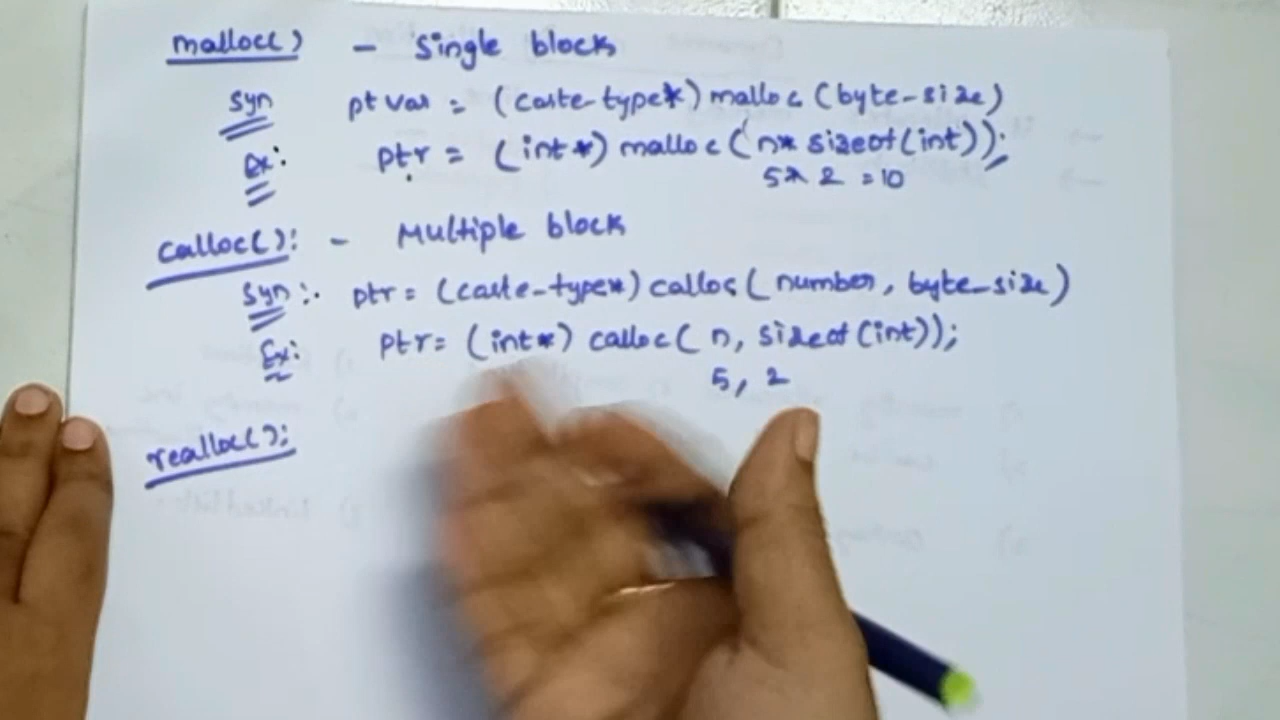 malloc() - Single block
Syn ptvar = (caste-type*) malloc (byte-size)
Ex: ptr = (int*) malloc (n* sizeof(int));
5* 2 = 10
calloc(): - Multiple block
Syn: ptr = (caste-type*) calloc (number, byte-size)
Ex: ptr = (int*) calloc( n, sizeof(int));
5, 2
realloc():